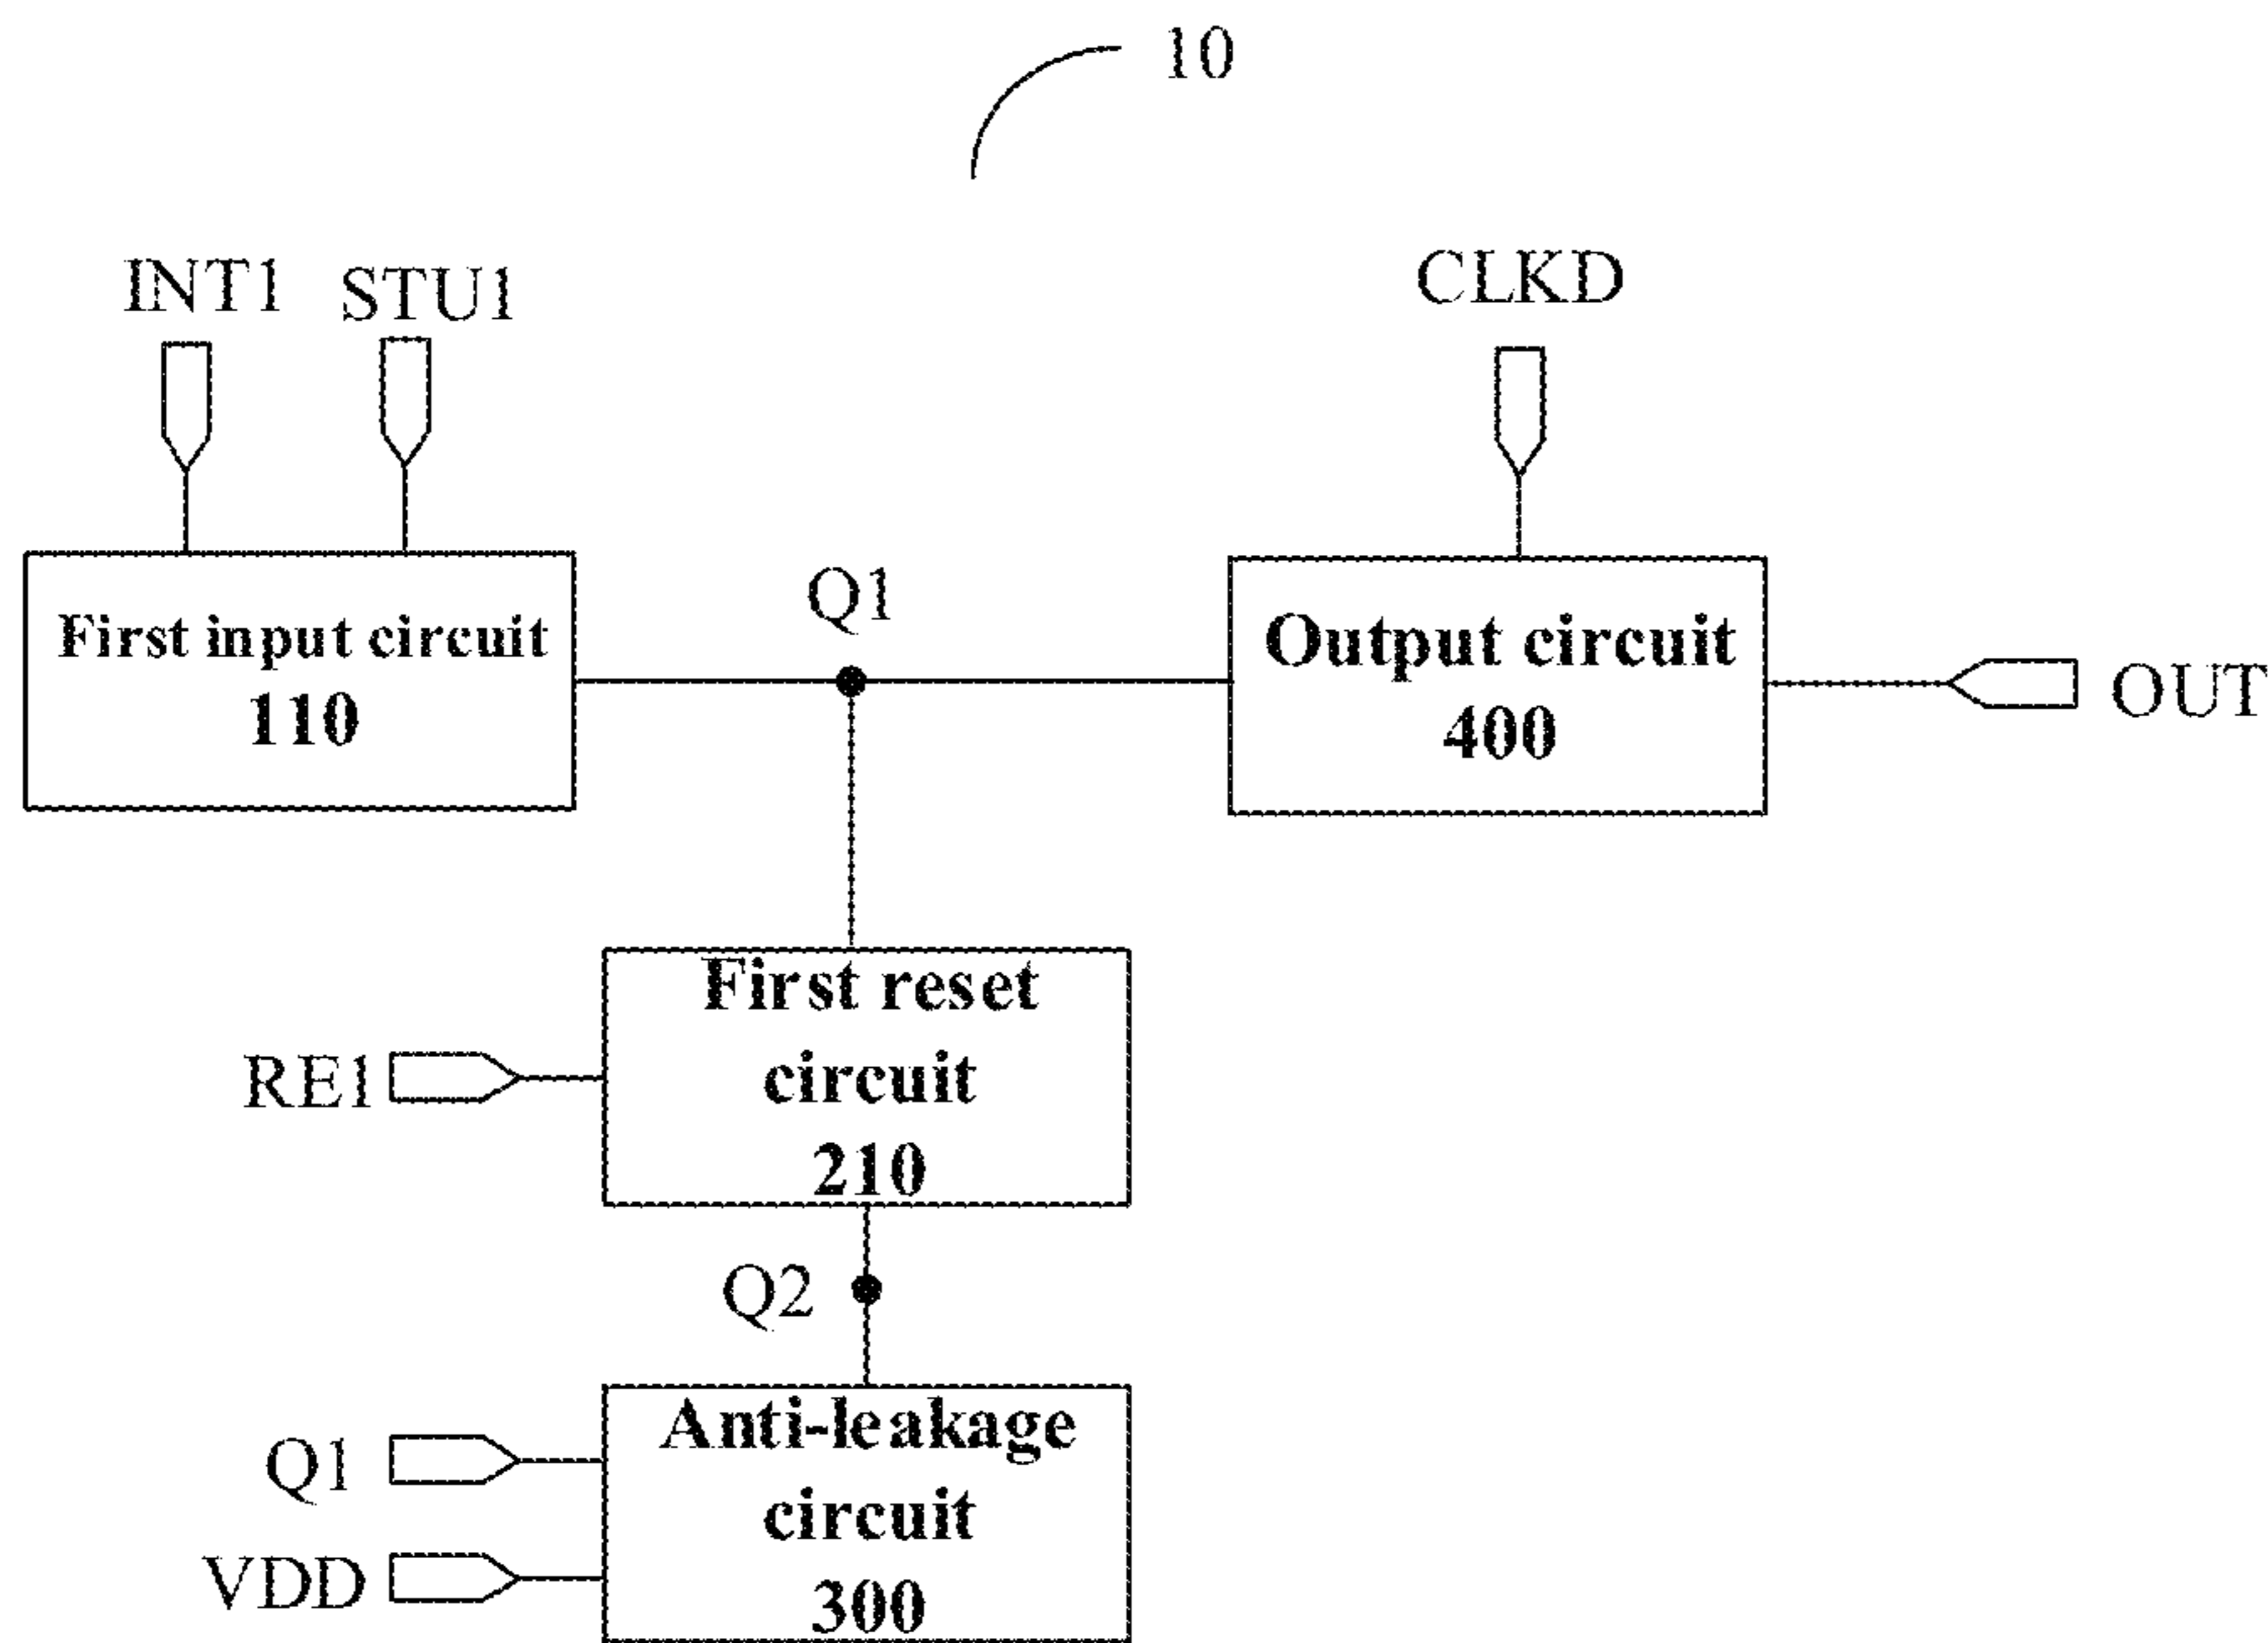 10
INT1
STU1
CLKD
First input circuit
110
Q1
Output circuit
400
OUT
First reset
circuit
210
RE1
Q2
Anti-leakage
circuit
300
Q1
VDD